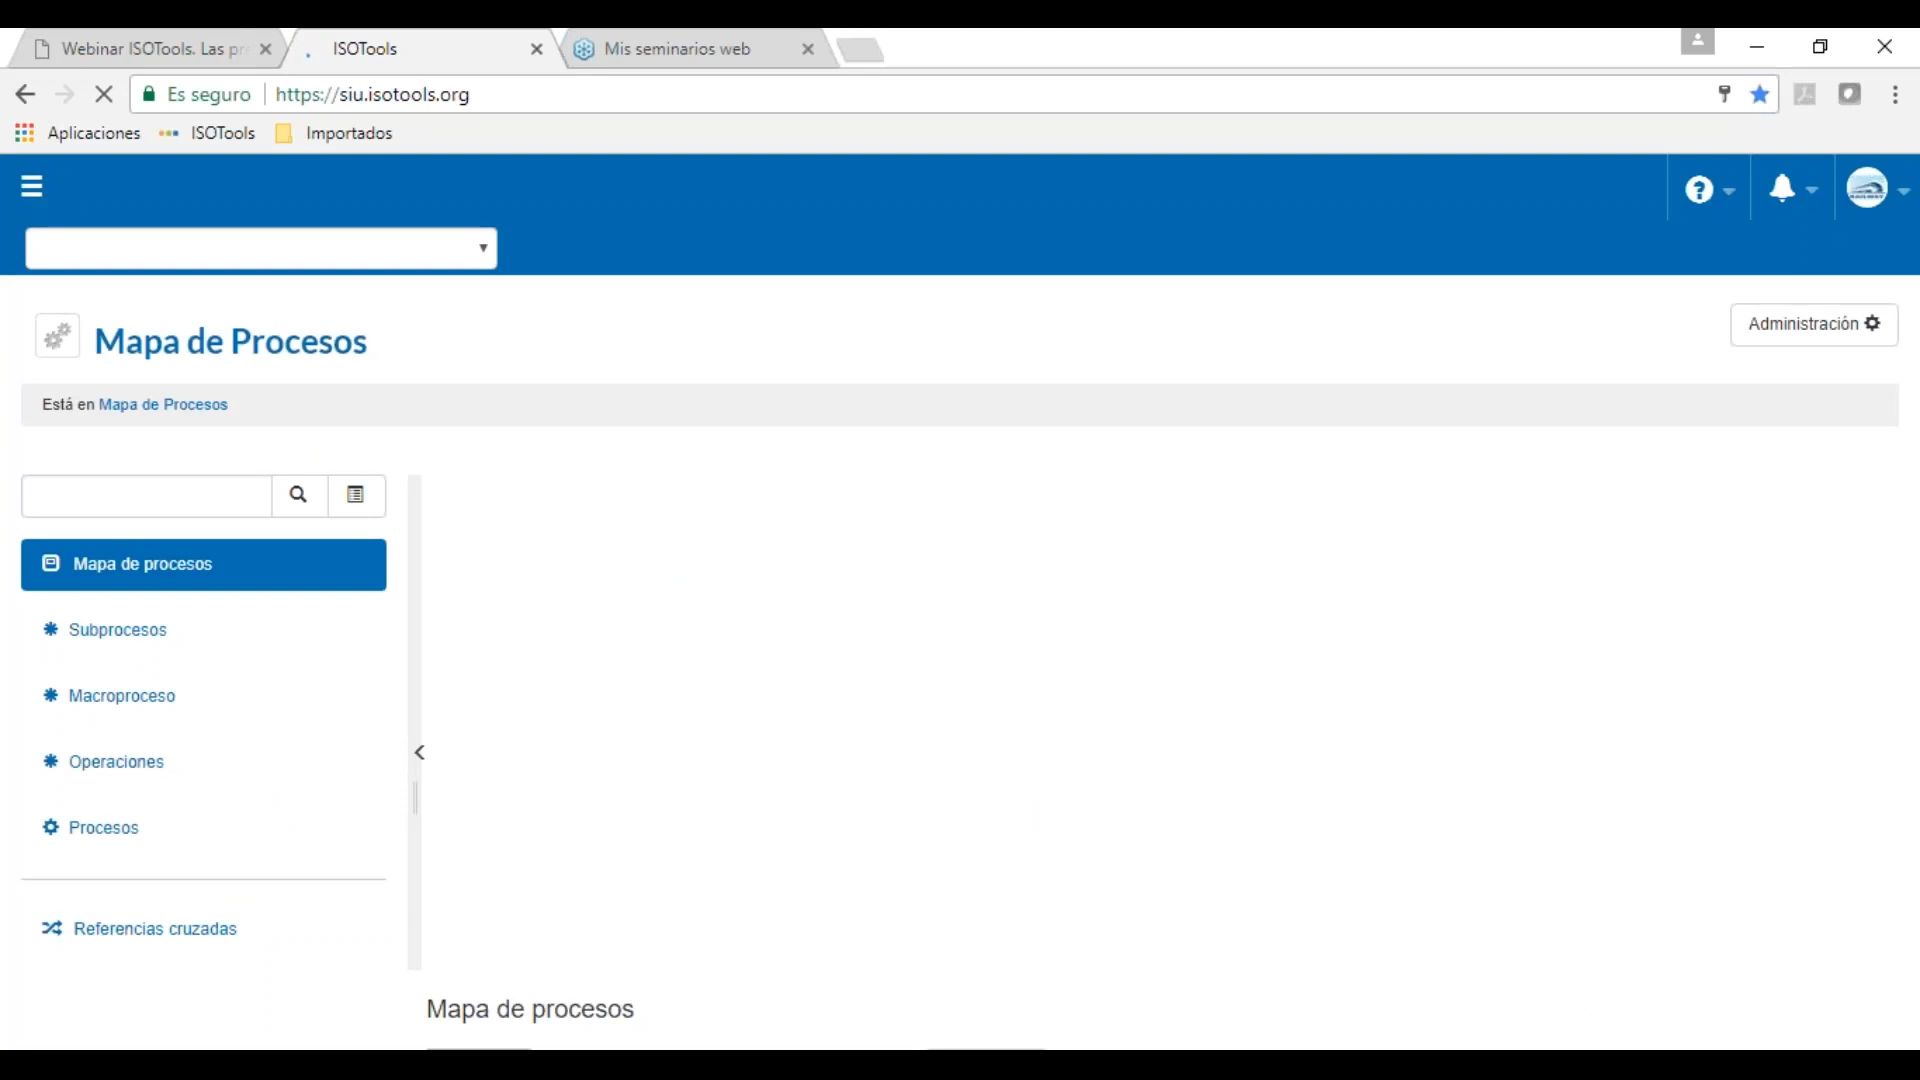 Webinar ISOTools. Las pr
ISOTools
Mis seminarios web
Es seguro
https://siu.isotools.org
Aplicaciones
ISOTools
Importados
Mapa de Procesos
Administración
Está en Mapa de Procesos
Mapa de procesos
Subprocesos
Macroproceso
Operaciones
Procesos
Referencias cruzadas
Mapa de procesos